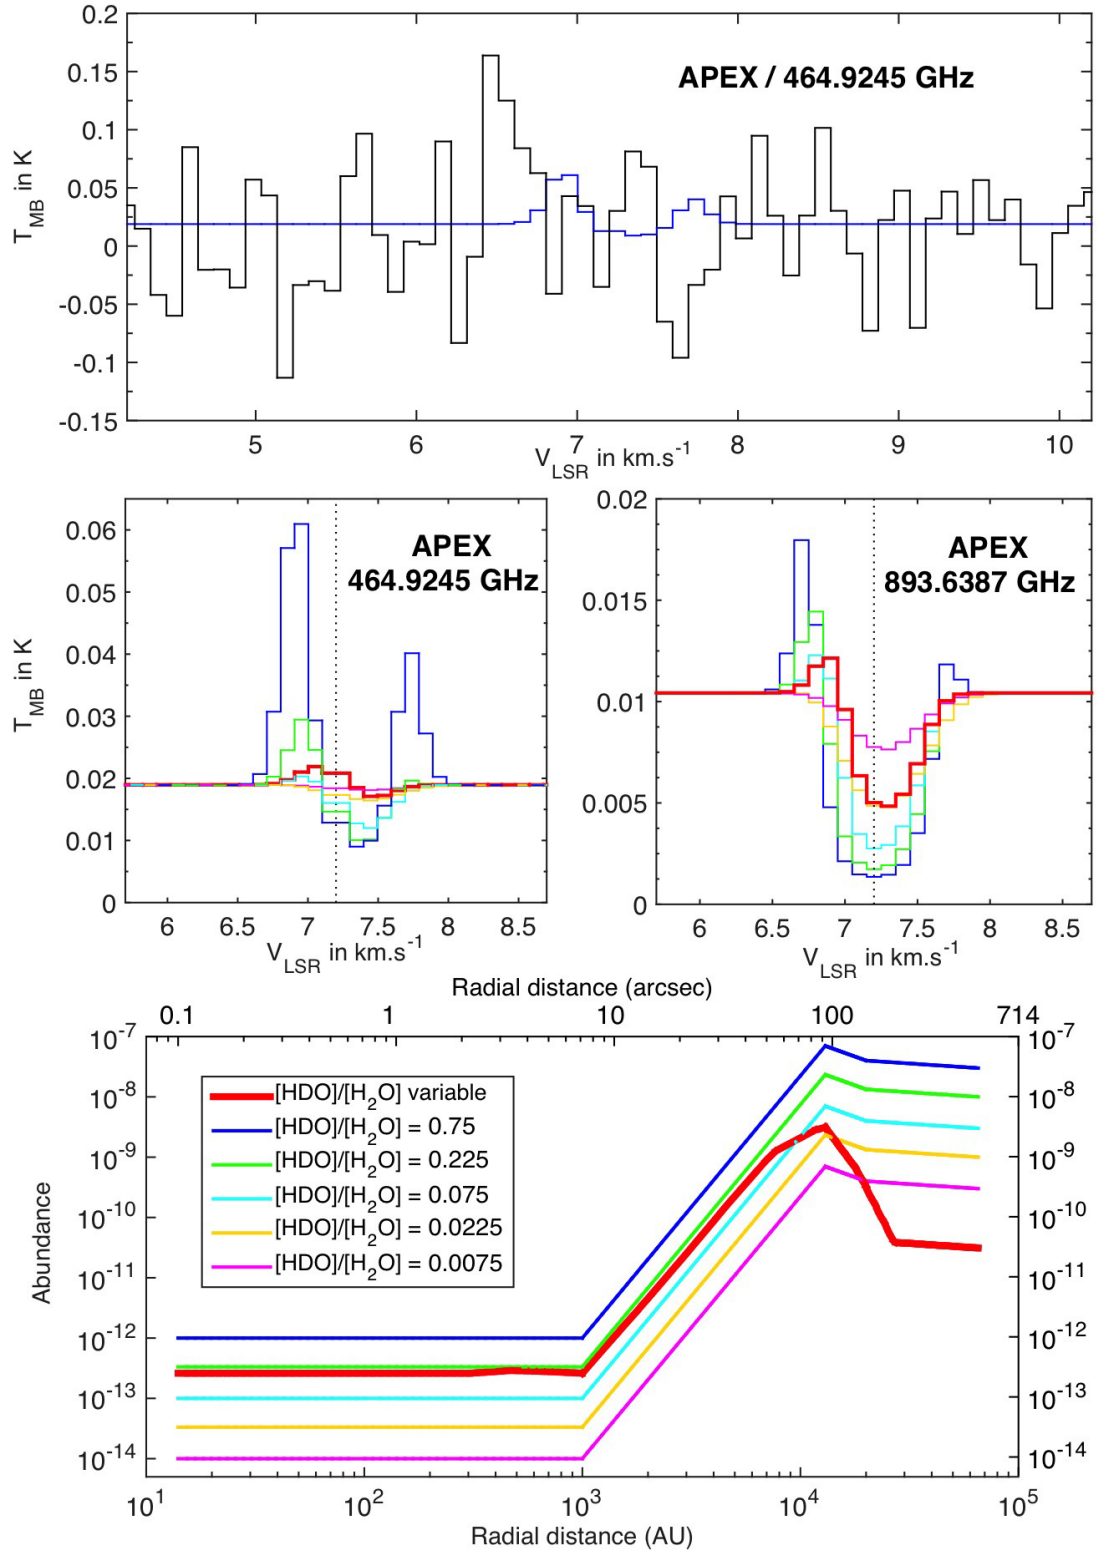 0.2
0.15
0.1
0.05
0
-0.05
-0.1
-0.15
T_MB in K
APEX / 464.9245 GHz
5 6 7 8 9 10
V_LSR in km.s^-1
0.06
0.05
0.04
0.03
0.02
0.01
0
T_MB in K
APEX
464.9245 GHz
6 6.5 7 7.5 8 8.5
V_LSR in km.s^-1
0.02
0.015
0.01
0.005
0
APEX
893.6387 GHz
6 6.5 7 7.5 8 8.5
V_LSR in km.s^-1
Radial distance (arcsec)
0.1 1 10 100 714
10^-7
10^-8
10^-9
10^-10
10^-11
10^-12
10^-13
10^-14
Abundance
[HDO]/[H_2O] variable
[HDO]/[H_2O] = 0.75
[HDO]/[H_2O] = 0.225
[HDO]/[H_2O] = 0.075
[HDO]/[H_2O] = 0.0225
[HDO]/[H_2O] = 0.0075
10^-7
10^-8
10^-9
10^-10
10^-11
10^-12
10^-13
10^-14
10^1 10^2 10^3 10^4 10^5
Radial distance (AU)